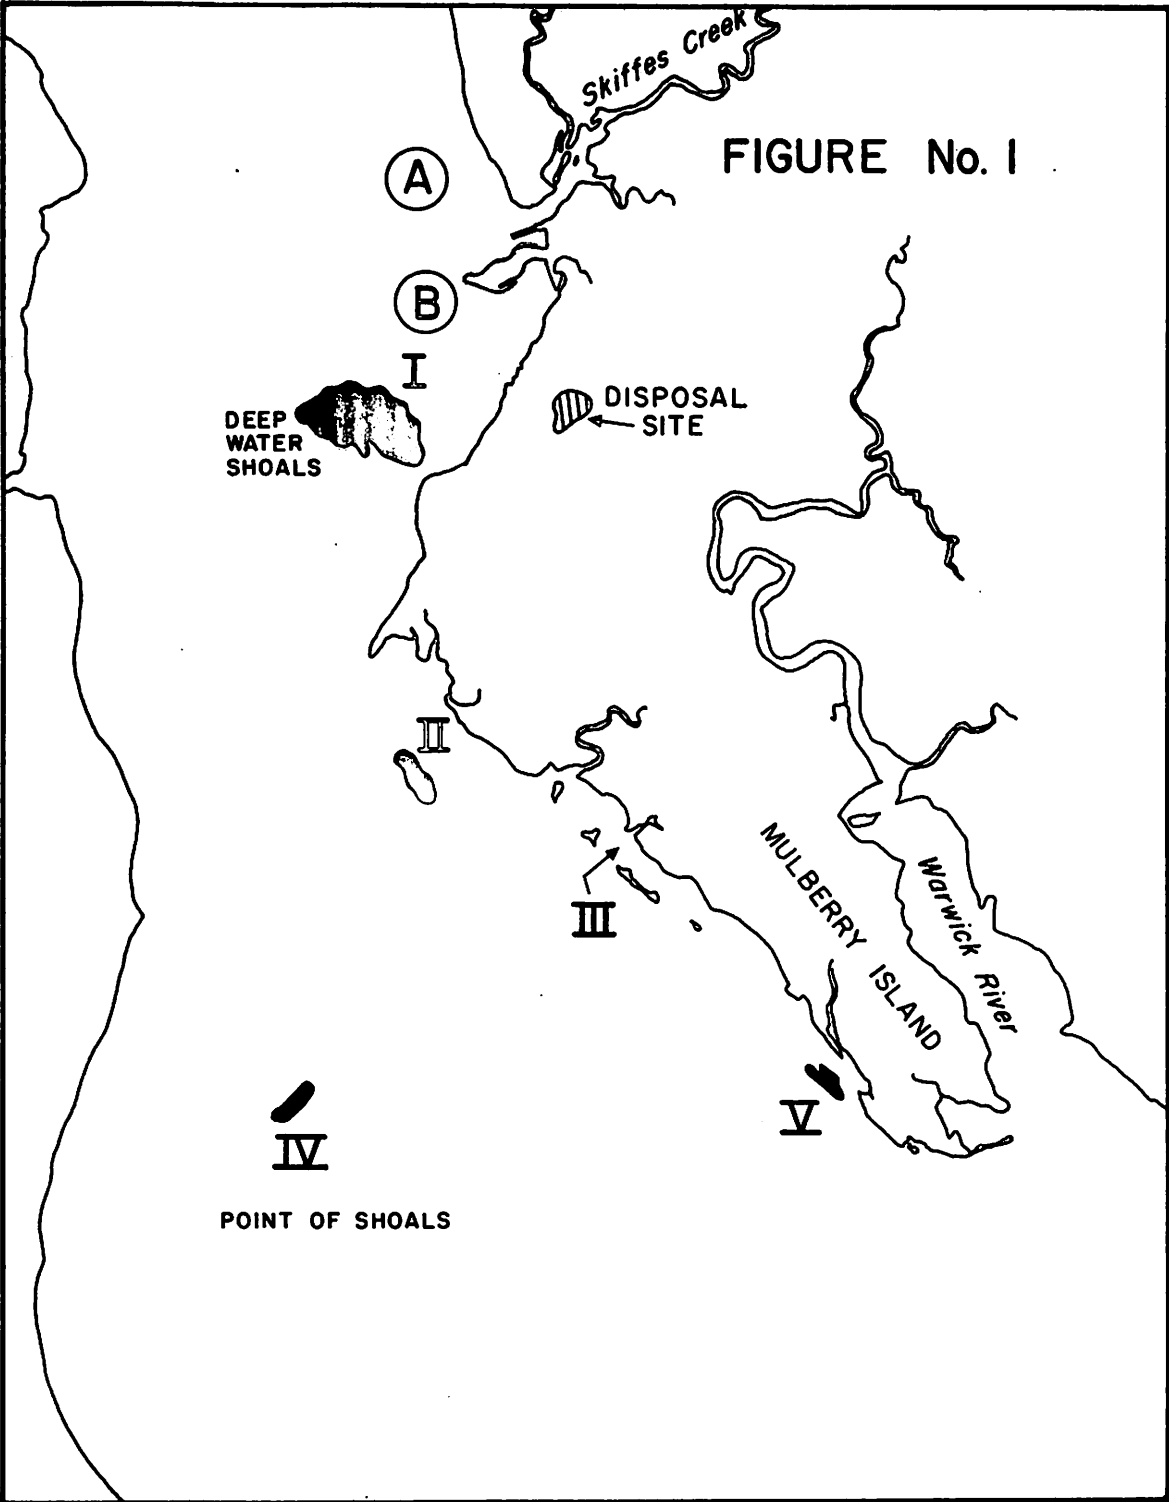 Skiffes Creek
FIGURE No. 1
A
B
I
DEEP
WATER
SHOALS
DISPOSAL
SITE
II
III
MULBERRY ISLAND
Warwick River
IV
V
POINT OF SHOALS